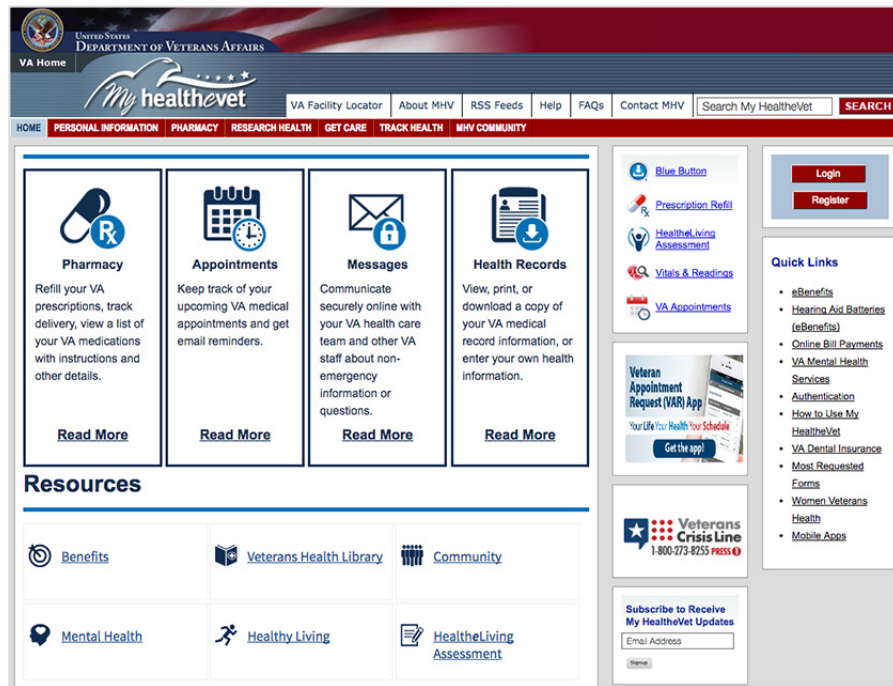 UNITED STATES
DEPARTMENT OF VETERANS AFFAIRS
VA Home
My healthevet
VA Facility Locator
About MHV
RSS Feeds
Help
FAQs
Contact MHV
Search My HealtheVet
SEARCH
HOME
PERSONAL INFORMATION
PHARMACY
RESEARCH HEALTH
GET CARE
TRACK HEALTH
MHV COMMUNITY
Pharmacy
Refill your VA
prescriptions, track
delivery, view a list of
your VA medications
with instructions and
other details.
Read More
Appointments
Keep track of your
upcoming VA medical
appointments and get
email reminders.
Read More
Messages
Communicate
securely online with
your VA health care
team and other VA
staff about non-
emergency
information or
questions.
Read More
Health Records
View, print, or
download a copy of
your VA medical
record information, or
enter your own health
information.
Read More
Resources
Benefits
Veterans Health Library
Community
Mental Health
Healthy Living
HealtheLiving
Assessment
Blue Button
Prescription Refill
HealtheLiving
Assessment
Vitals & Readings
VA Appointments
Veteran
Appointment
Request (VAR) App
Your Life Your Health Your Schedule
Get the app!
Veterans
Crisis Line
1-800-273-8255 PRESS 1
Subscribe to Receive
My HealtheVet Updates
Email Address
Signup
Login
Register
Quick Links
eBenefits
Hearing Aid Batteries
(eBenefits)
Online Bill Payments
VA Mental Health
Services
Authentication
How to Use My
HealtheVet
VA Dental Insurance
Most Requested
Forms
Women Veterans
Health
Mobile Apps